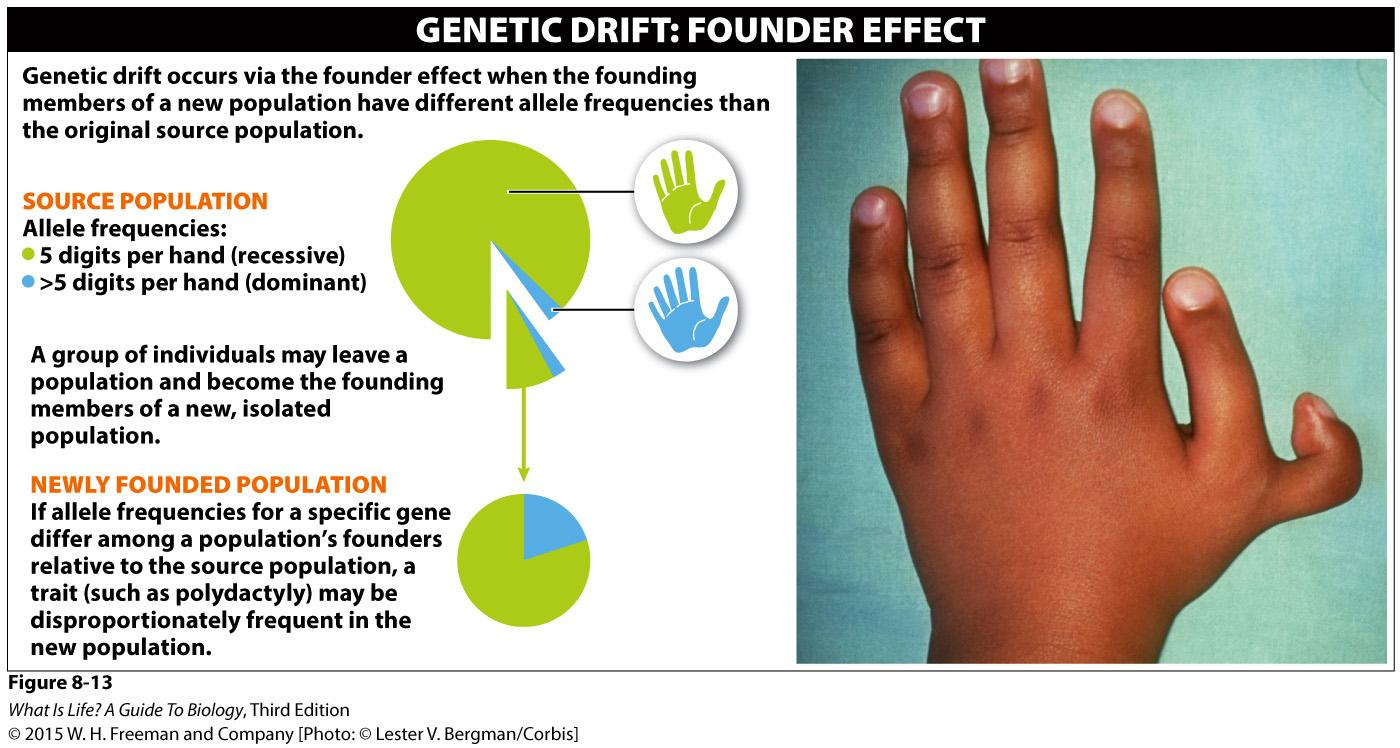 GENETIC DRIFT: FOUNDER EFFECT
Genetic drift occurs via the founder effect when the founding
members of a new population have different allele frequencies than
the original source population.
SOURCE POPULATION
Allele frequencies:
5 digits per hand (recessive)
>5 digits per hand (dominant)
A group of individuals may leave a
population and become the founding
members of a new, isolated
population.
NEWLY FOUNDED POPULATION
If allele frequencies for a specific gene
differ among a population’s founders
relative to the source population, a
trait (such as polydactyly) may be
disproportionately frequent in the
new population.
Figure 8-13
What Is Life? A Guide To Biology, Third Edition
© 2015 W. H. Freeman and Company [Photo: © Lester V. Bergman/Corbis]